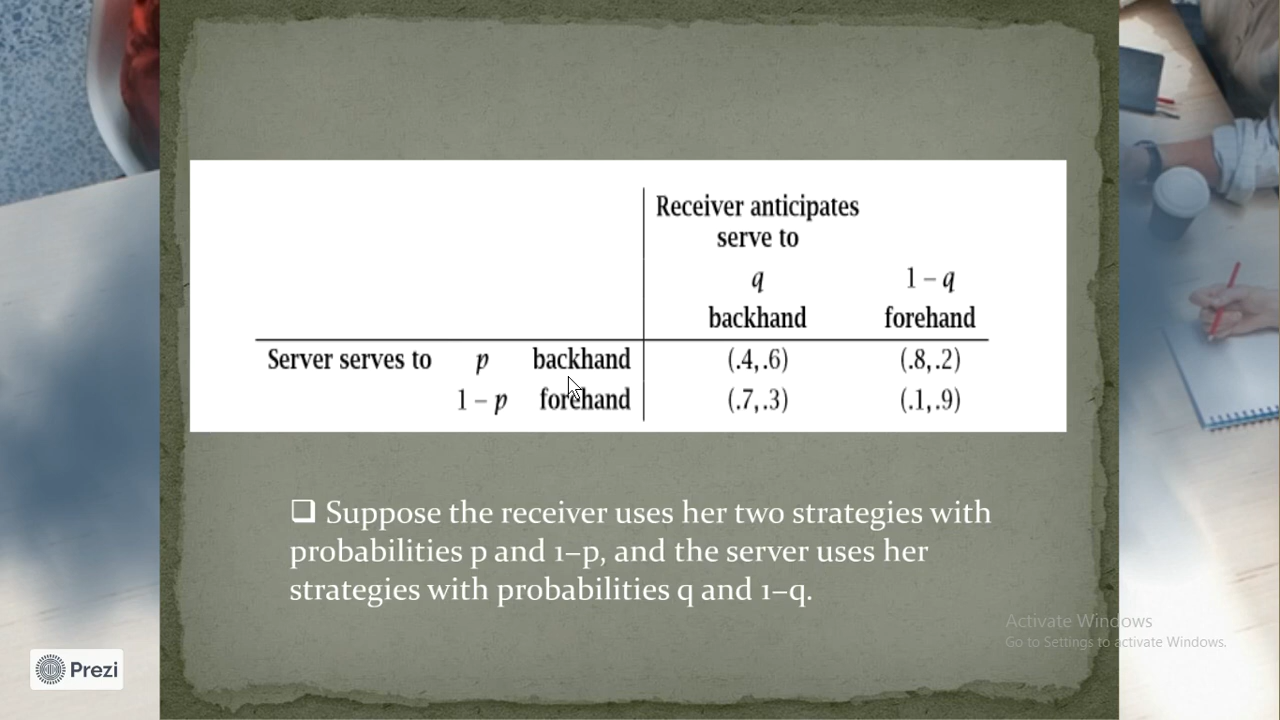 Receiver anticipates
serve to
q 1 – q
backhand forehand
Server serves to p backhand (.4,.6) (.8,.2)
1 – p forehand (.7,.3) (.1,.9)
❑ Suppose the receiver uses her two strategies with
probabilities p and 1–p, and the server uses her
strategies with probabilities q and 1–q.
Activate Windows
Go to Settings to activate Windows.
Prezi